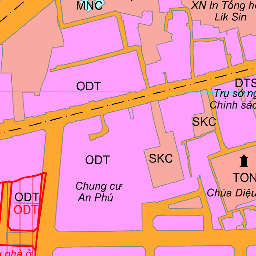 MNC
XN In Tổng h
Lik Sin
ODT
DTS
Trụ sở ng
Chính sác
SKC
ODT
SKC
TON
Chung cư
An Phú
Chùa Diệu
ODT
ODT
nhà ở